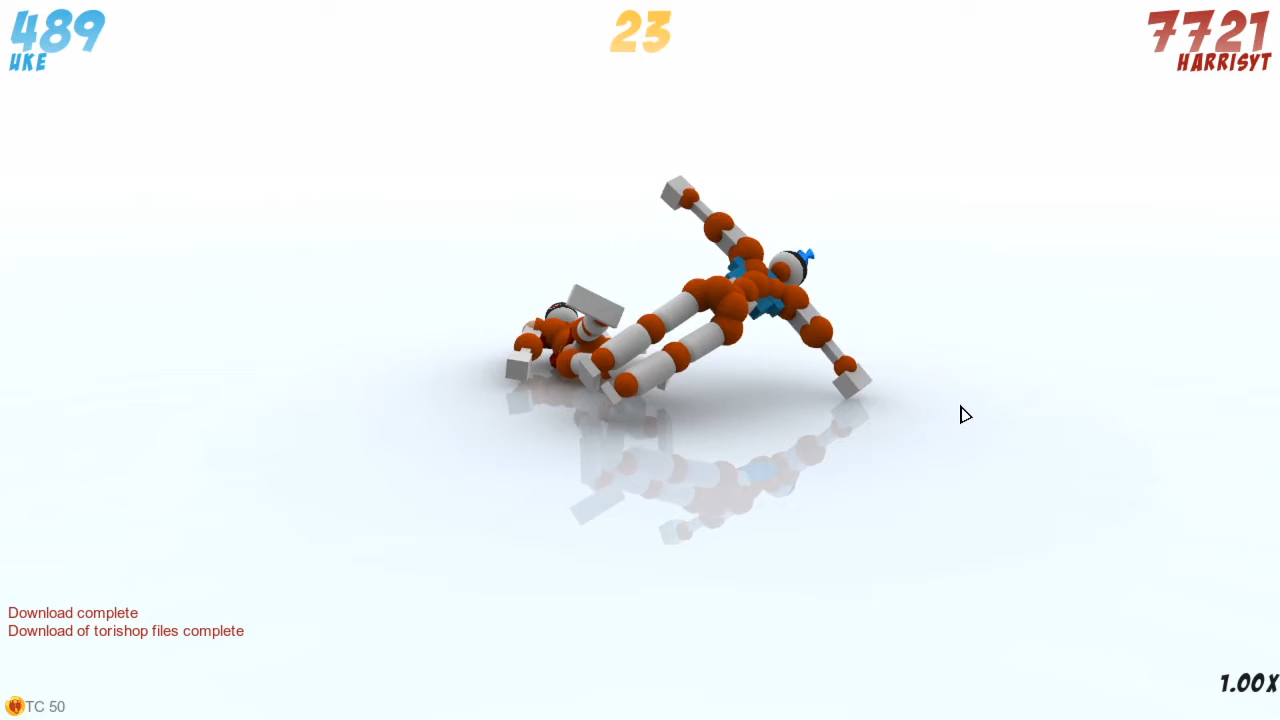 489
UKE
23
7721
HARRISYT
Download complete
Download of torishop files complete
TC 50
1.00X